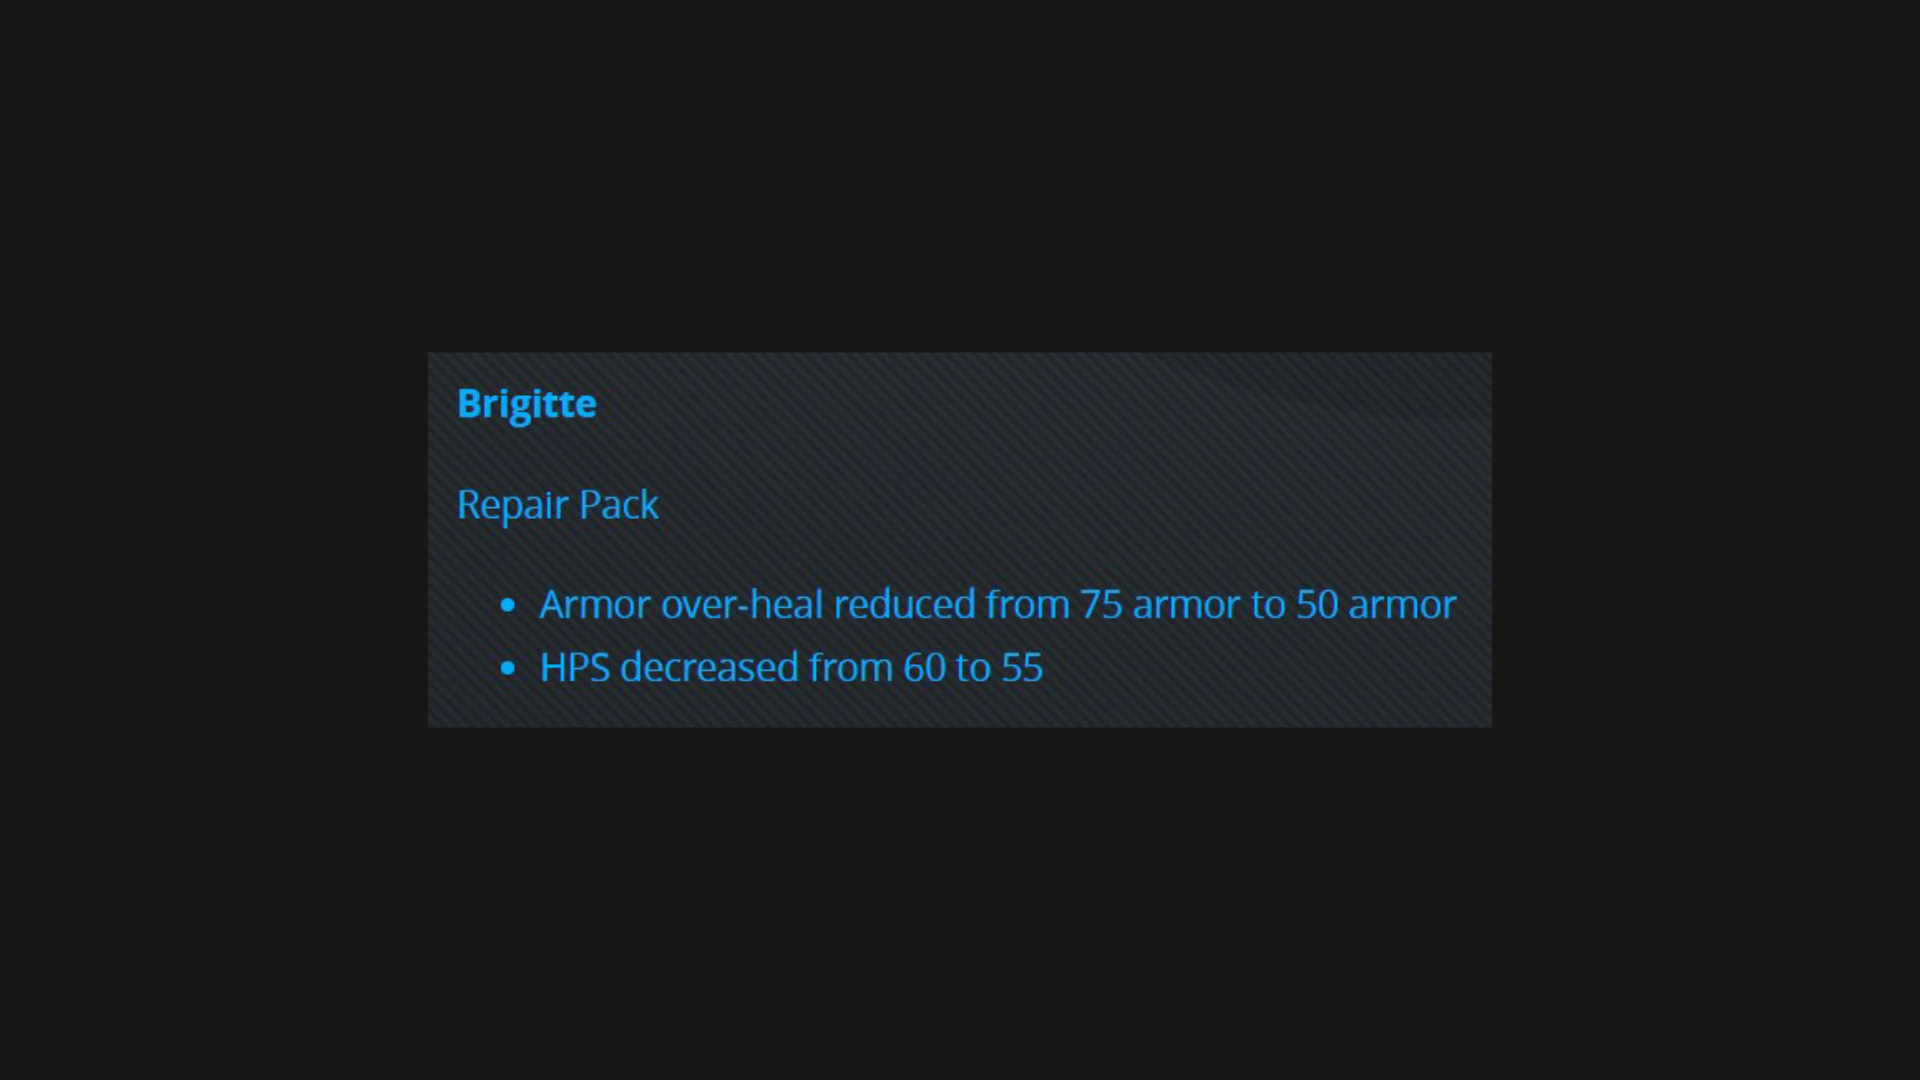 Brigitte
Repair Pack
• Armor over-heal reduced from 75 armor to 50 armor
• HPS decreased from 60 to 55